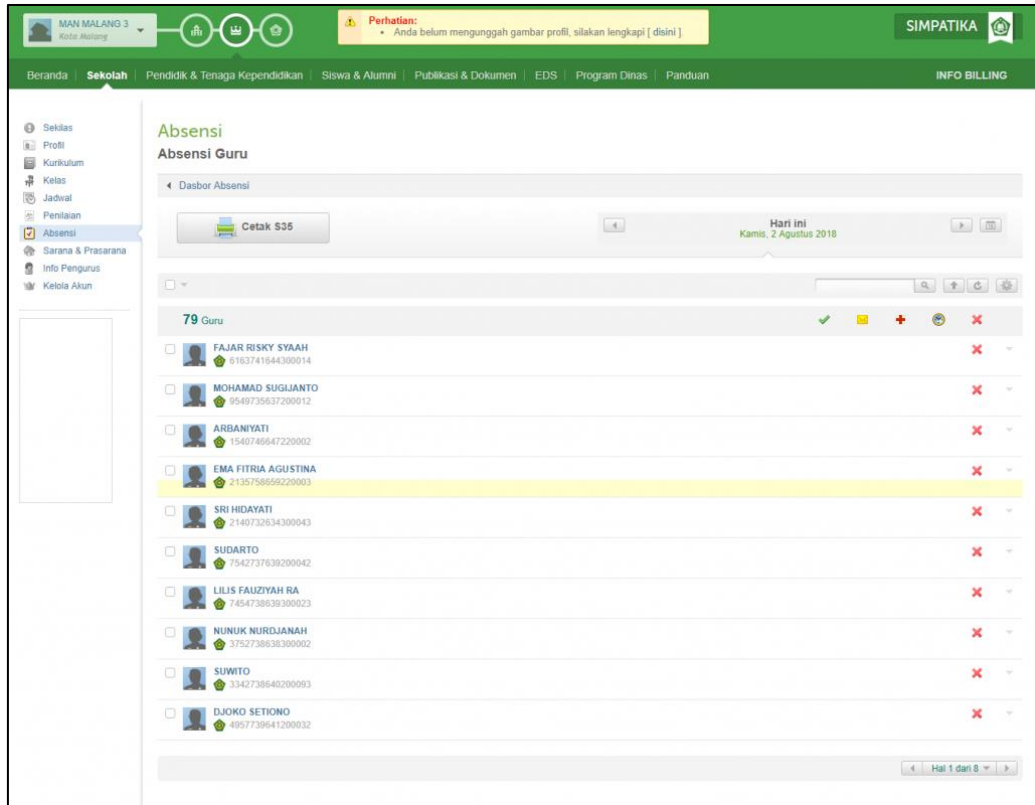 MAN MALANG 3
Kota Malang
Perhatian:
Anda belum mengunggah gambar profil, silakan lengkapi [ disini ].
SIMPATIKA
Beranda Sekolah Pendidik & Tenaga Kependidikan Siswa & Alumni Publikasi & Dokumen EDS Program Dinas Panduan INFO BILLING
Sekilas
Profil
Kurikulum
Kelas
Jadwal
Penilaian
Absensi
Sarana & Prasarana
Info Pengurus
Kelola Akun
Absensi
Absensi Guru
Dasbor Absensi
Cetak S35
Hari ini
Kamis, 2 Agustus 2018
79 Guru
FAJAR RISKY SYAAH
6163741644300014
MOHAMAD SUGIJANTO
9549735637200012
ARBANIYATI
1540746647220002
EMA FITRIA AGUSTINA
2135758659220003
SRI HIDAYATI
2140732634300043
SUDARTO
7542737639200042
LILIS FAUZIYAH RA
7454738639300023
NUNUK NURDJANAH
3752738638300002
SUWITO
3342738640200093
DJOKO SETIONO
4957739641200032
Hal 1 dari 8